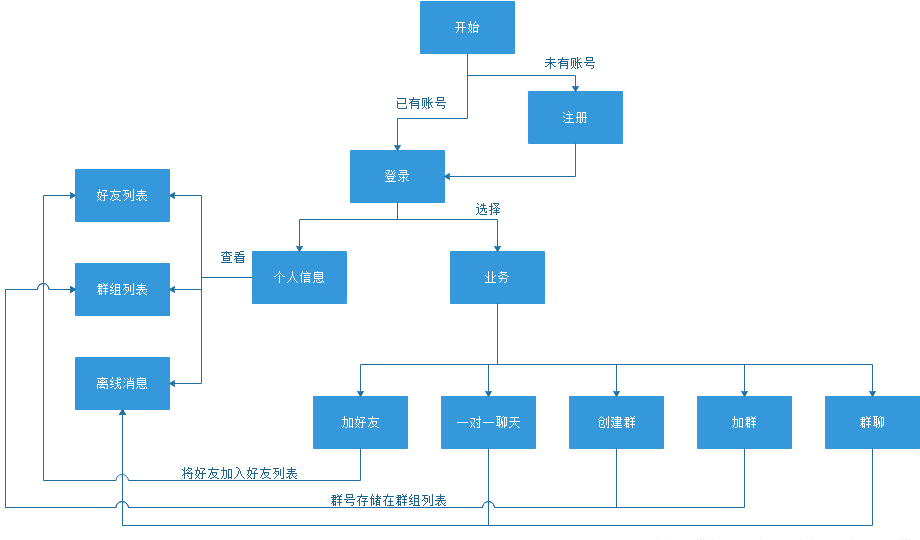 开始
未有账号
已有账号
注册
登录
好友列表
选择
查看
个人信息
业务
群组列表
离线消息
加好友
一对一聊天
创建群
加群
群聊
将好友加入好友列表
群号存储在群组列表